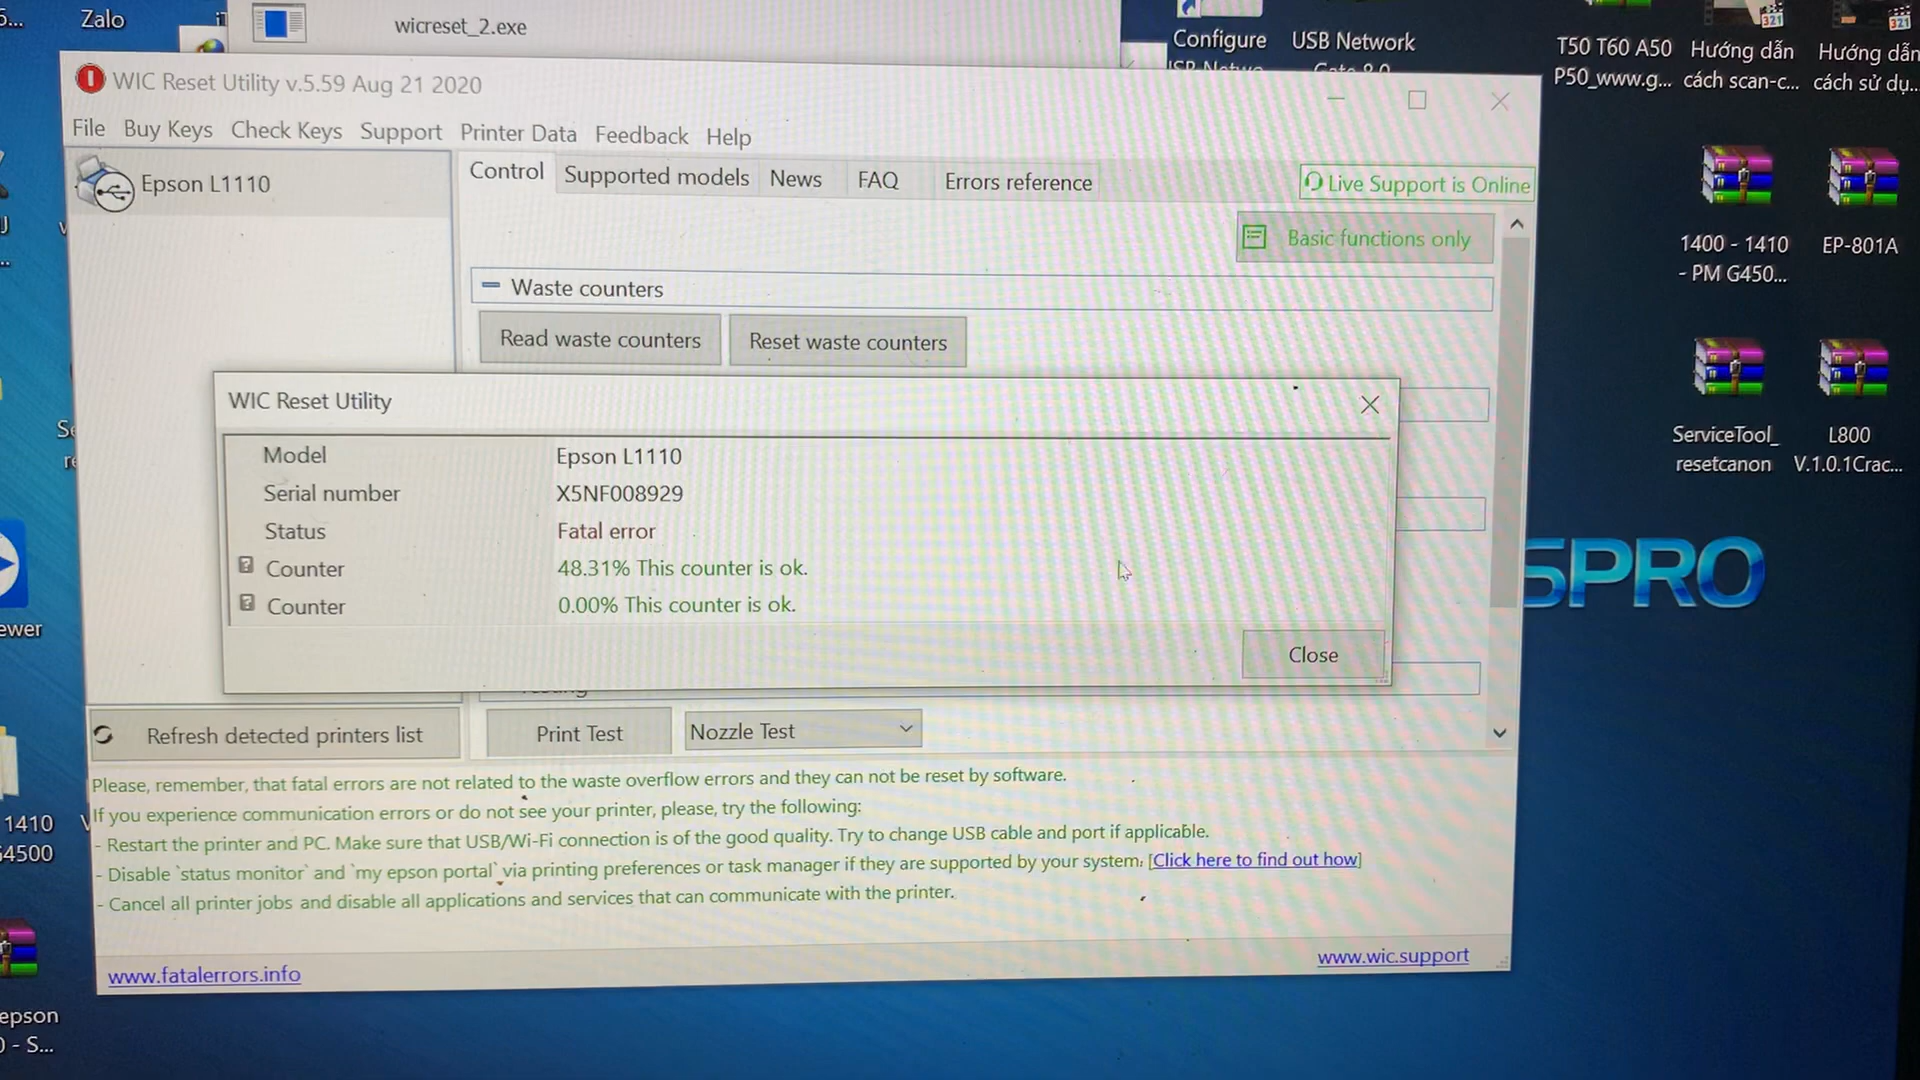 Zalo
wicreset_2.exe
Configure
USB Network
T50 T60 A50
P50_www.g...
Hướng dẫn
cách scan-c...
Hướng dẫn
cách sử dụ...
WIC Reset Utility v.5.59 Aug 21 2020
File Buy Keys Check Keys Support Printer Data Feedback Help
Epson L1110
Control Supported models News FAQ Errors reference
Live Support is Online
Basic functions only
Waste counters
Read waste counters
Reset waste counters
1400 - 1410
- PM G450...
EP-801A
ServiceTool_
resetcanon
L800
V.1.0.1Crac...
WIC Reset Utility
Model Epson L1110
Serial number X5NF008929
Status Fatal error
Counter 48.31% This counter is ok.
Counter 0.00% This counter is ok.
Close
SPRO
ewer
Refresh detected printers list
Print Test
Nozzle Test
Please, remember, that fatal errors are not related to the waste overflow errors and they can not be reset by software.
If you experience communication errors or do not see your printer, please, try the following:
- Restart the printer and PC. Make sure that USB/Wi-Fi connection is of the good quality. Try to change USB cable and port if applicable.
- Disable `status monitor` and `my epson portal` via printing preferences or task manager if they are supported by your system. [Click here to find out how]
- Cancel all printer jobs and disable all applications and services that can communicate with the printer.
1410
G4500
www.fatalerrors.info
www.wic.support
epson
0 - S...